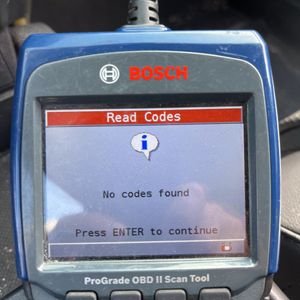 BOSCH
Read Codes
i
No codes found
Press ENTER to continue
ProGrade OBD II Scan Tool